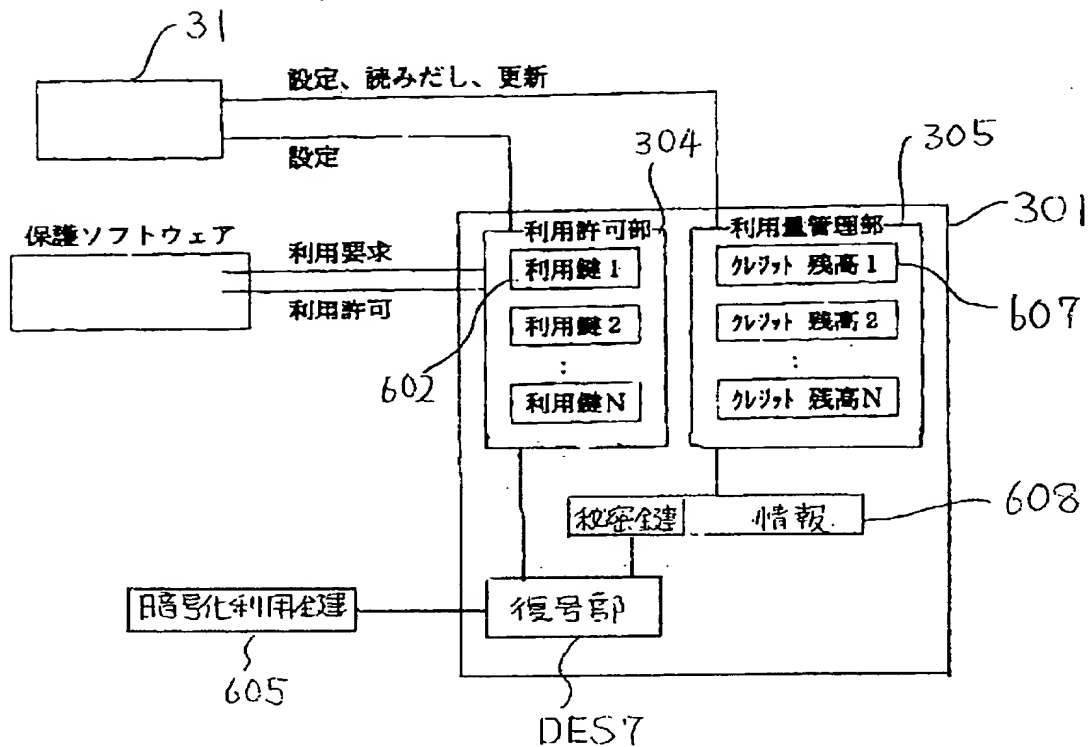 31
設定、読みだし、更新
設定
304
305
301
保護ソフトウェア
利用要求
利用許可
利用許可部
利用鍵1
利用鍵2
:
利用鍵N
602
利用量管理部
クレジット 残高1
クレジット 残高2
:
クレジット 残高N
607
秘密鍵 情報
608
暗号化利用鍵
605
復号部
DES7